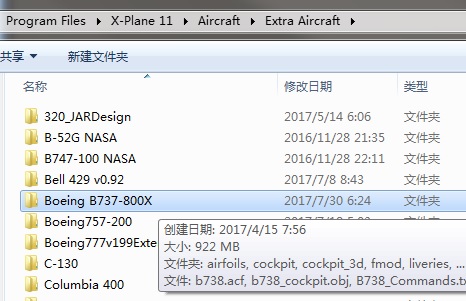 Program Files ▸ X-Plane 11 ▸ Aircraft ▸ Extra Aircraft ▸
共享 新建文件夹
名称 修改日期 类型
320_JARDesign 2017/5/14 6:06 文件夹
B-52G NASA 2016/11/28 21:35 文件夹
B747-100 NASA 2016/11/28 22:11 文件夹
Bell 429 v0.92 2017/7/8 8:43 文件夹
Boeing B737-800X 2017/7/30 6:24 文件夹
Boeing757-200 文件夹
Boeing777v199Exte
C-130
Columbia 400
创建日期: 2017/4/15 7:56
大小: 922 MB
文件夹: airfoils, cockpit, cockpit_3d, fmod, liveries, ...
文件: b738.acf, b738_cockpit.obj, B738_Commands.t